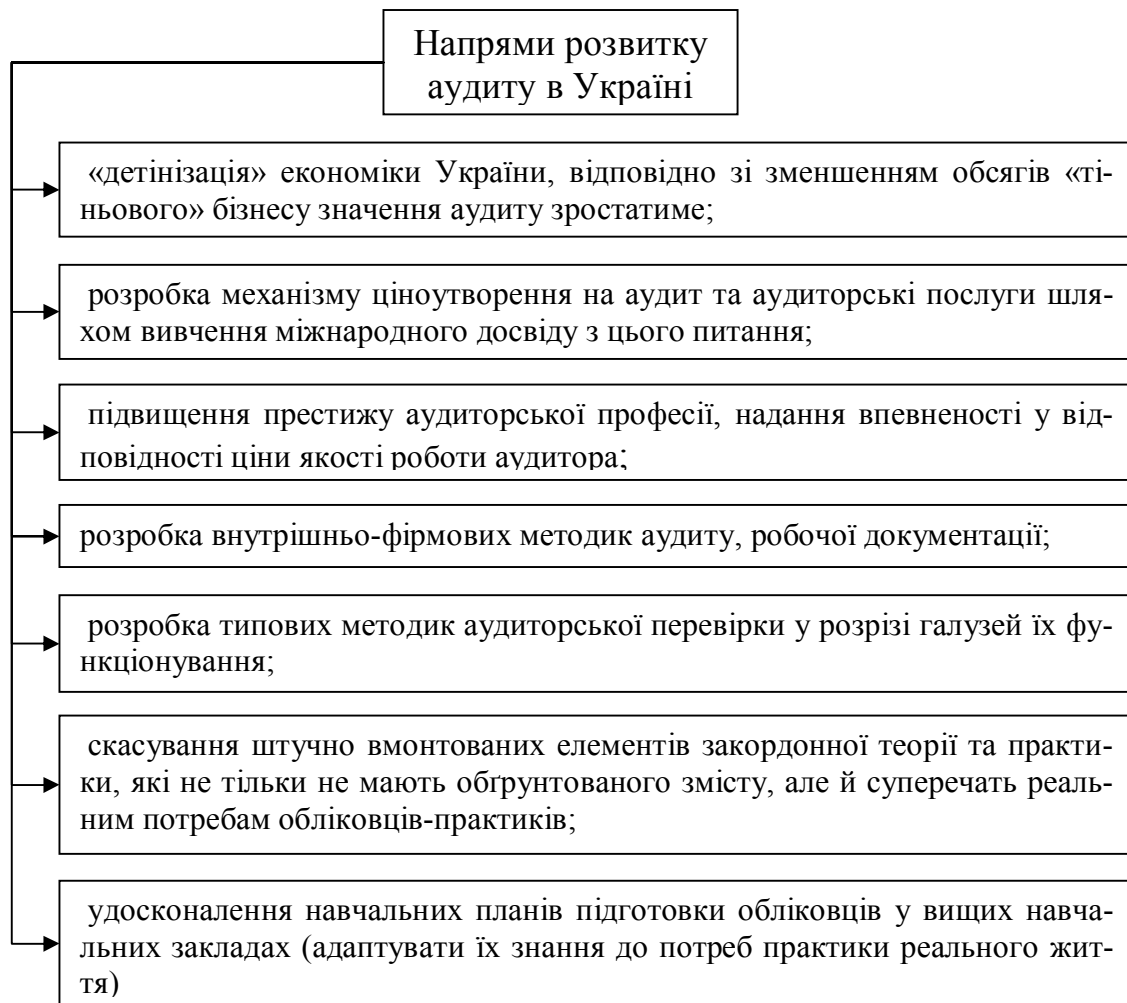 Напрями розвитку
аудиту в Україні
«детінізація» економіки України, відповідно зі зменшенням обсягів «ті-
ньового» бізнесу значення аудиту зростатиме;
розробка механізму ціноутворення на аудит та аудиторські послуги шля-
хом вивчення міжнародного досвіду з цього питання;
підвищення престижу аудиторської професії, надання впевненості у від-
повідності ціни якості роботи аудитора;
розробка внутрішньо-фірмових методик аудиту, робочої документації;
розробка типових методик аудиторської перевірки у розрізі галузей їх фу-
нкціонування;
скасування штучно вмонтованих елементів закордонної теорії та практи-
ки, які не тільки не мають обґрунтованого змісту, але й суперечать реаль-
ним потребам обліковців-практиків;
удосконалення навчальних планів підготовки обліковців у вищих навча-
льних закладах (адаптувати їх знання до потреб практики реального жит-
тя)